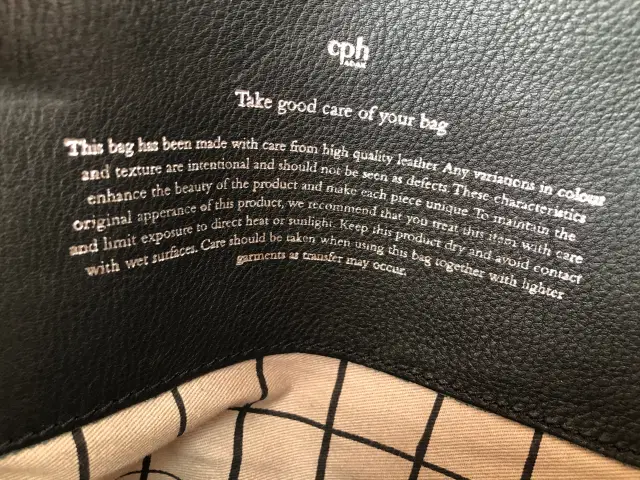 cph
ADAX
Take good care of your bag
This bag has been made with care from high quality leather. Any variations in colour
and texture are intentional and should not be seen as defects. These characteristics
enhance the beauty of the product and make each piece unique. To maintain the
original apperance of this product, we recommend that you treat this item with care
and limit exposure to direct heat or sunlight. Keep this product dry and avoid contact
with wet surfaces. Care should be taken when using this bag together with lighter
garments as transfer may occur.